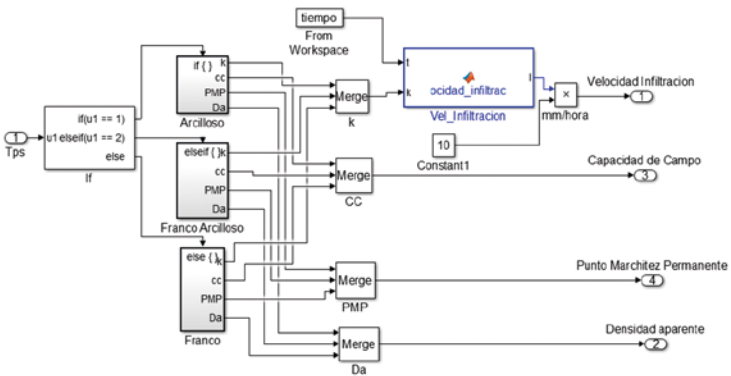 tiempo
From
Workspace
if { }
k
cc
PMP
Da
Arcilloso
t
k
ocidad_infiltrac
I
Vel_Infiltracion
×
mm/hora
Velocidad Infiltracion
1
Merge
k
10
Constant1
1
Tps
u1
if(u1 == 1)
elseif(u1 == 2)
else
If
elseif { }
k
cc
PMP
Da
Franco Arcilloso
Merge
CC
Capacidad de Campo
3
else { }
k
cc
PMP
Da
Franco
Merge
PMP
Punto Marchitez Permanente
4
Merge
Da
Densidad aparente
2